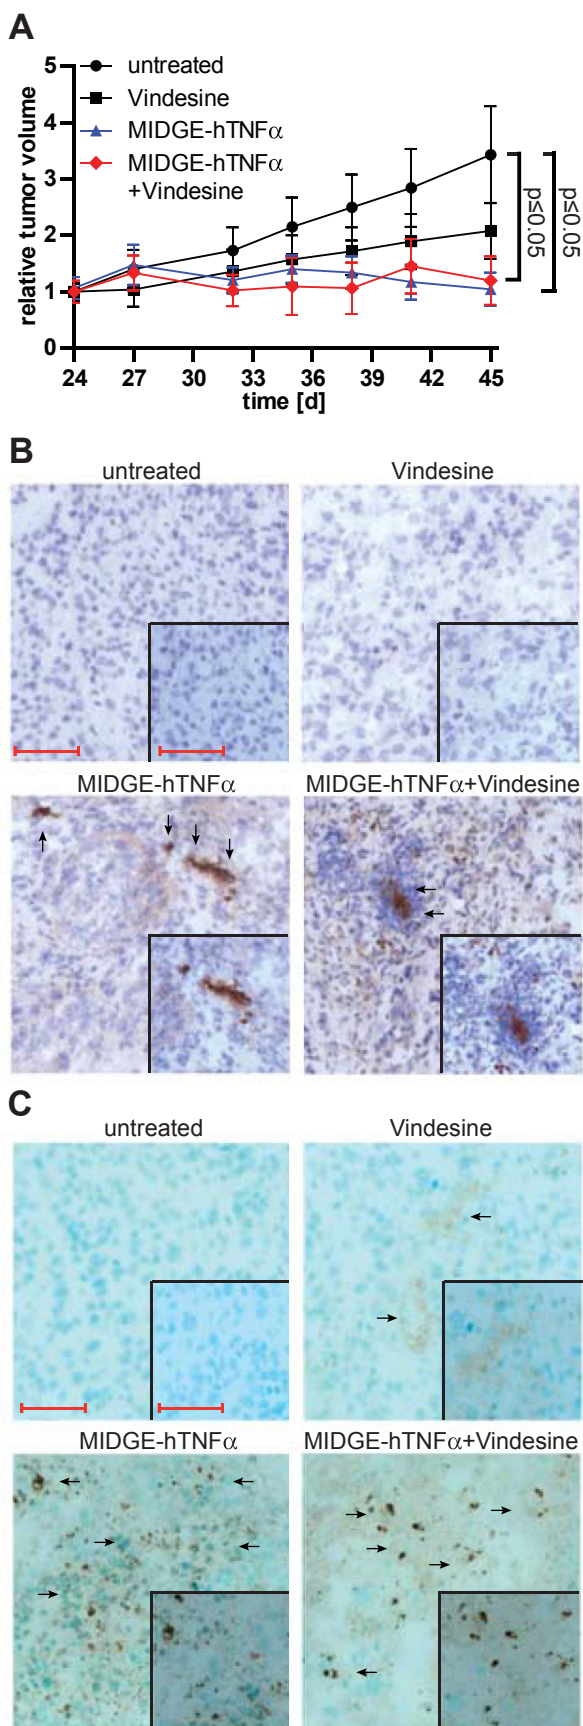 A
5
4
3
2
1
0
relative tumor volume
untreated
Vindesine
MIDGE-hTNFα
MIDGE-hTNFα
+Vindesine
p≤0.05
p≤0.05
24 27 30 33 36 39 42 45
time [d]
B
untreated Vindesine
MIDGE-hTNFα MIDGE-hTNFα+Vindesine
C
untreated Vindesine
MIDGE-hTNFα MIDGE-hTNFα+Vindesine